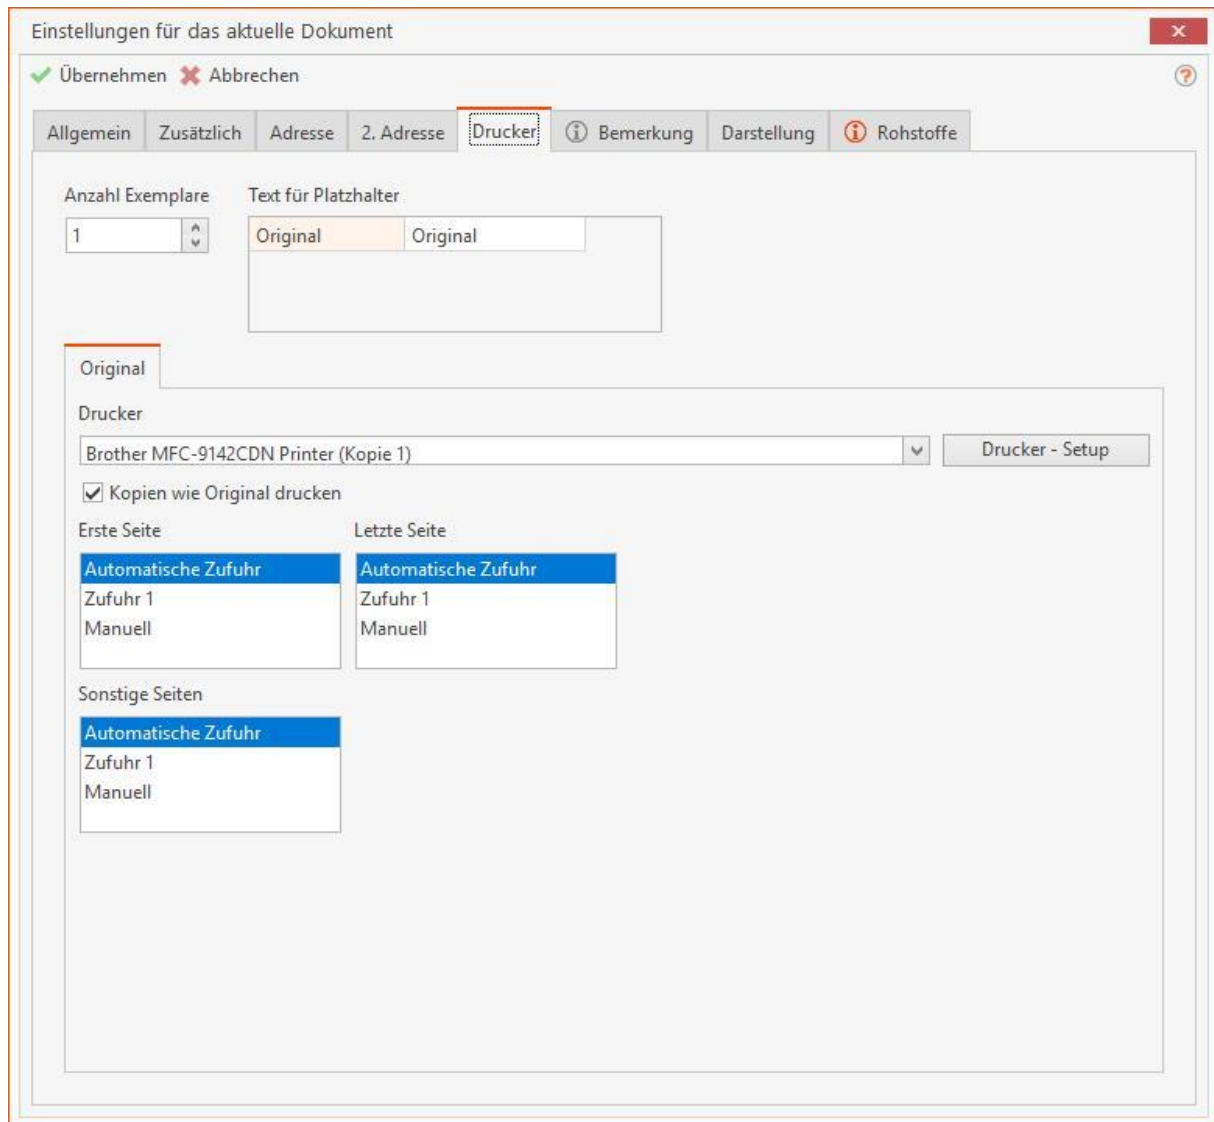 Einstellungen für das aktuelle Dokument
Übernehmen Abbrechen
Allgemein Zusätzlich Adresse 2. Adresse Drucker Bemerkung Darstellung Rohstoffe
Anzahl Exemplare Text für Platzhalter
1 Original Original
Original
Drucker
Brother MFC-9142CDN Printer (Kopie 1) Drucker - Setup
Kopien wie Original drucken
Erste Seite Letzte Seite
Automatische Zufuhr Automatische Zufuhr
Zufuhr 1 Zufuhr 1
Manuell Manuell
Sonstige Seiten
Automatische Zufuhr
Zufuhr 1
Manuell